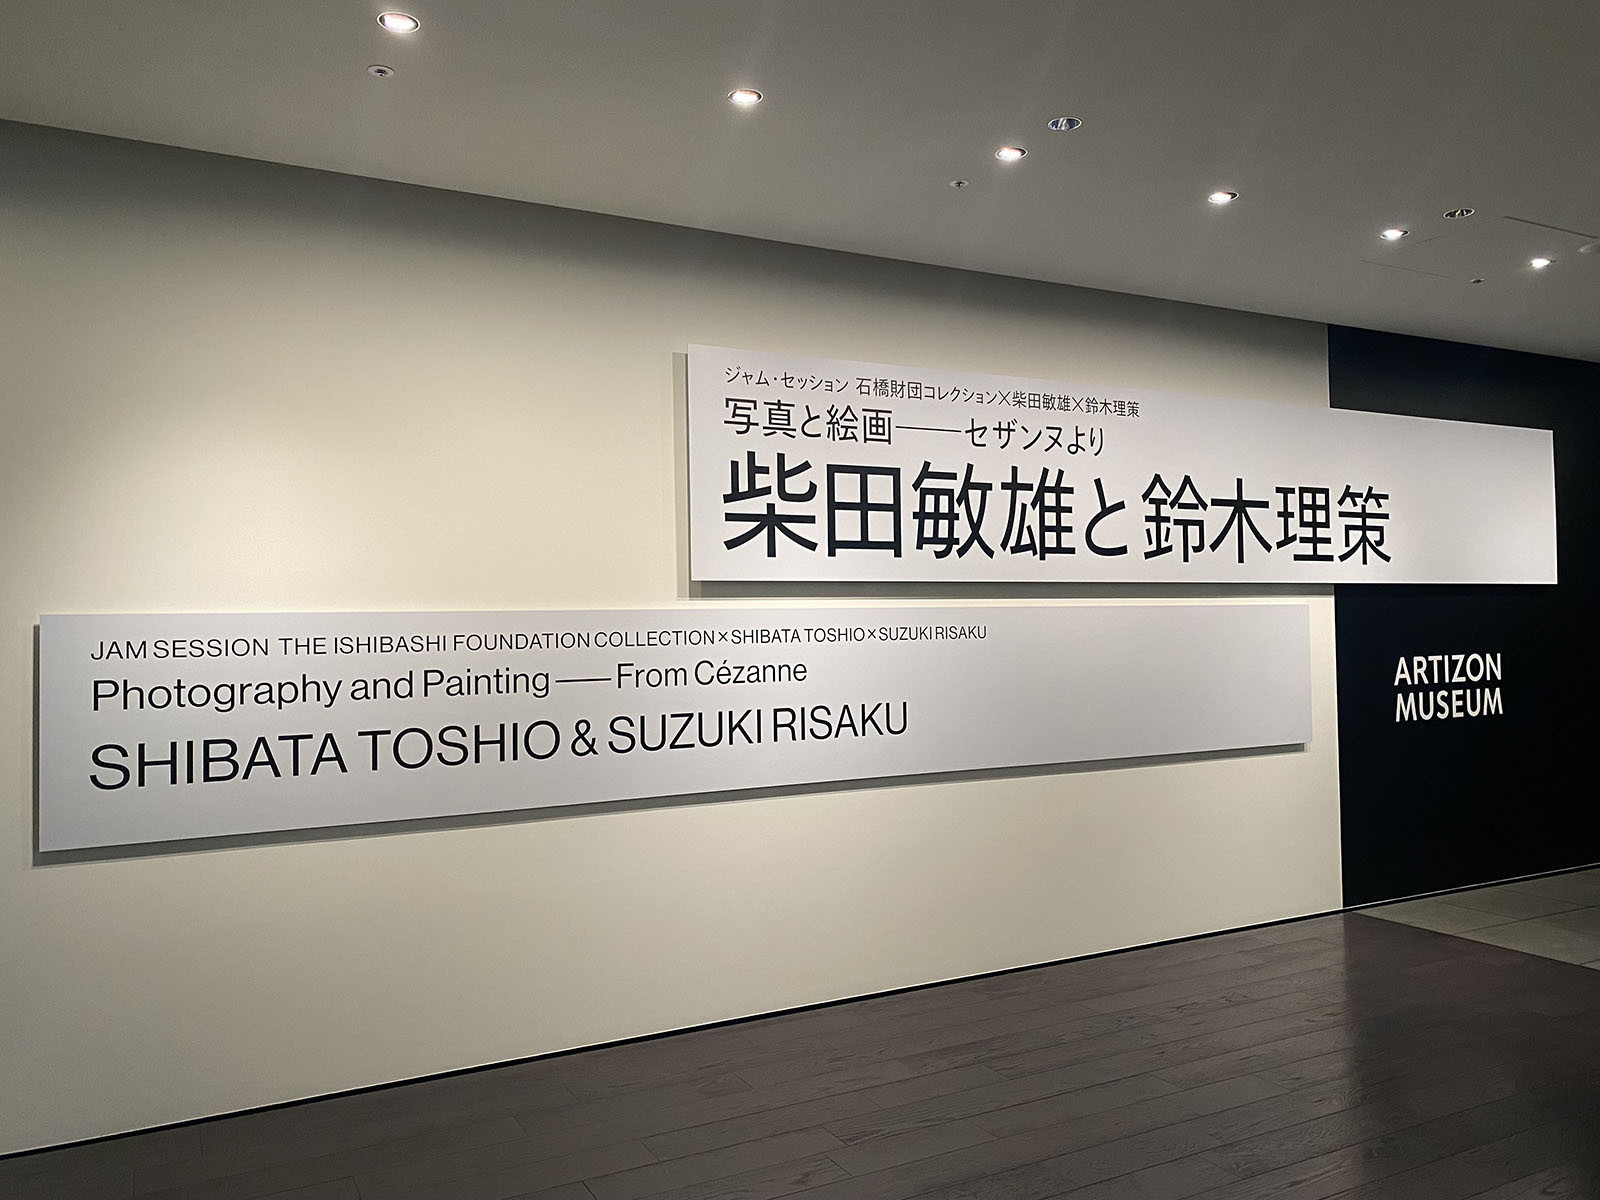 ジャム・セッション 石橋財団コレクション×柴田敏雄×鈴木理策
写真と絵画――セザンヌより
柴田敏雄と鈴木理策
JAM SESSION THE ISHIBASHI FOUNDATION COLLECTION×SHIBATA TOSHIO×SUZUKI RISAKU
Photography and Painting――From Cézanne
SHIBATA TOSHIO & SUZUKI RISAKU
ARTIZON
MUSEUM